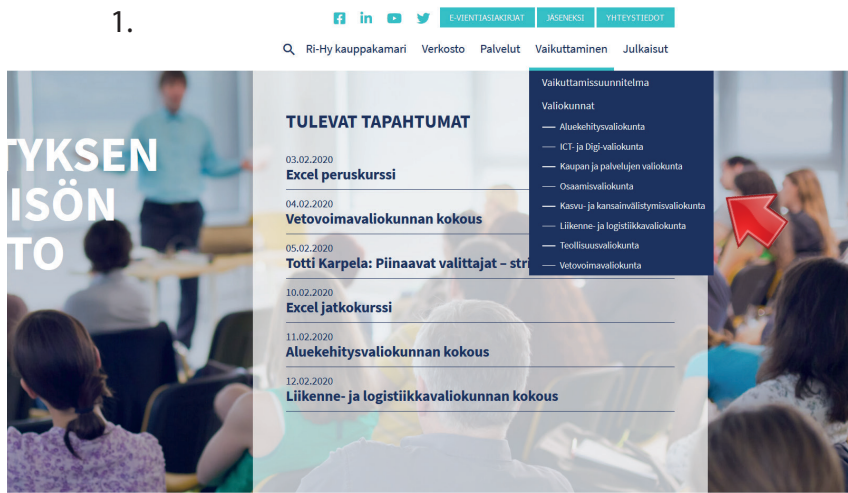 1.
E-VIENTIASIAKIRJAT JÄSENEKSI YHTEYSTIEDOT
Ri-Hy kauppakamari Verkosto Palvelut Vaikuttaminen Julkaisut
Vaikuttamissuunnitelma
Valiokunnat
Aluekehitysvaliokunta
ICT- ja Digi-valiokunta
Kaupan ja palvelujen valiokunta
Osaamisvaliokunta
Kasvu- ja kansainvälistymisvaliokunta
Liikenne- ja logistiikkavaliokunta
Teollisuusvaliokunta
Vetovoimavaliokunta
TYKSEN
ISÖN
TO
TULEVAT TAPAHTUMAT
03.02.2020
Excel peruskurssi
04.02.2020
Vetovoimavaliokunnan kokous
05.02.2020
Totti Karpela: Piinaavat valittajat – stri
10.02.2020
Excel jatkokurssi
11.02.2020
Aluekehitysvaliokunnan kokous
12.02.2020
Liikenne- ja logistiikkavaliokunnan kokous